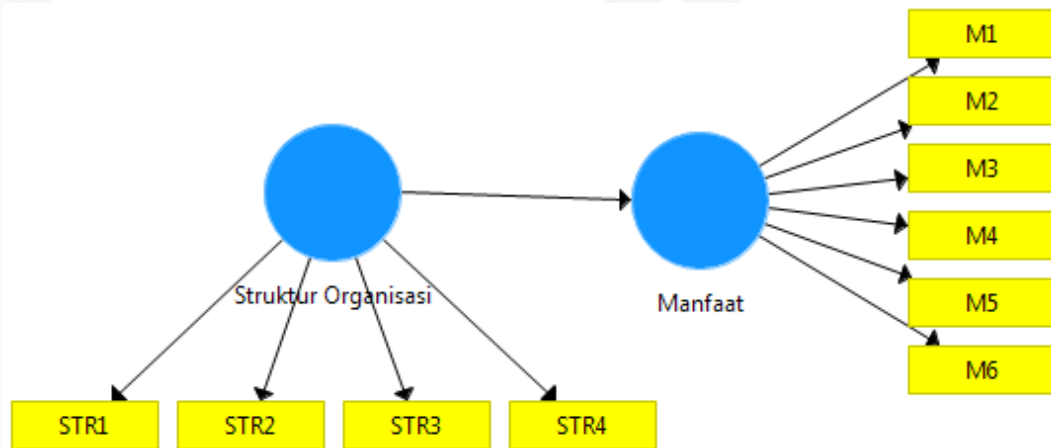 M1
M2
M3
M4
M5
M6
Struktur Organisasi
Manfaat
STR1
STR2
STR3
STR4